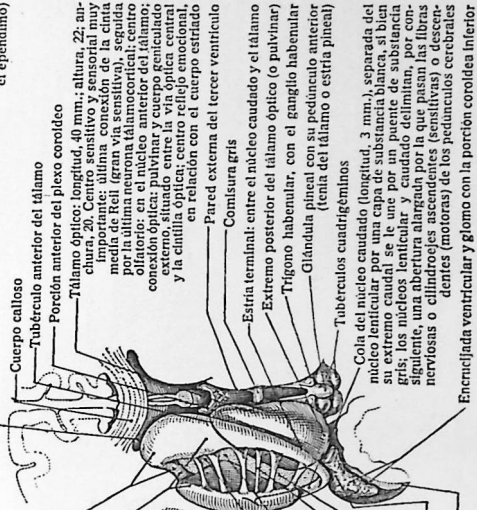 el epéndimo)
Cuerpo calloso
Tubérculo anterior del tálamo
Porción anterior del plexo coroídeo
Tálamo óptico: longitud, 40 mm.; altura, 22; an-
chura, 20. Centro sensitivo y sensorial muy
importante: última conexión de la cinta
media de Reil (gran vía sensitiva), seguida
por la última neurona tálamocortical; centro
olfatorio: en el núcleo anterior del tálamo;
conexión óptica: pulvinar y cuerpo geniculado
externo, situado entre la vía óptica central
y la cintilla óptica; centro reflejo emocional,
en relación con el cuerpo estriado
Pared externa del tercer ventrículo
Comisura gris
Estría terminal: entre el núcleo caudado y el tálamo
Extremo posterior del tálamo óptico (o pulvinar)
Trígono habenular, con el ganglio habenular
Glándula pineal con su pedúnculo anterior
(tenia del tálamo o estría pineal)
Tubérculos cuadrigéminos
Cola del núcleo caudado (longitud, 3 mm.), separada del
núcleo lenticular por una capa de substancia blanca, si bien
su extremo caudal se le une por un puente de substancia
gris; los núcleos lenticular y caudado delimitan, por con-
siguiente, una abertura alargada por la que pasan las fibras
nerviosas o cilindroejes ascendentes (sensitivas) o descen-
dentes (motoras) de los pedúnculos cerebrales
Encrucijada ventricular y glomo con la porción coroídea inferior